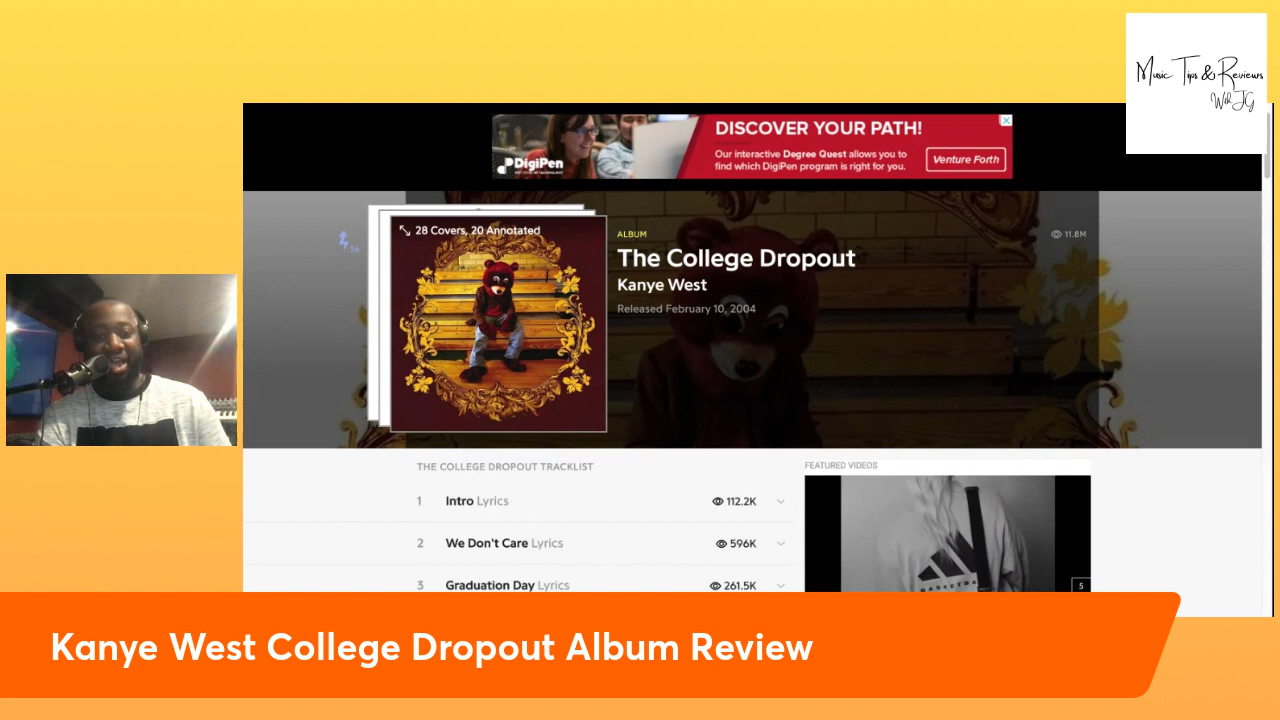 Music Tips & Reviews
With JG
DISCOVER YOUR PATH!
Our interactive Degree Quest allows you to
find which DigiPen program is right for you.
Venture Forth
DigiPen
28 Covers, 20 Annotated
56
ALBUM
11.6M
The College Dropout
Kanye West
Released February 10, 2004
THE COLLEGE DROPOUT TRACKLIST
FEATURED VIDEOS
1 Intro Lyrics 112.2K
2 We Don't Care Lyrics 596K
3 Graduation Day Lyrics 261.5K
5
Kanye West College Dropout Album Review